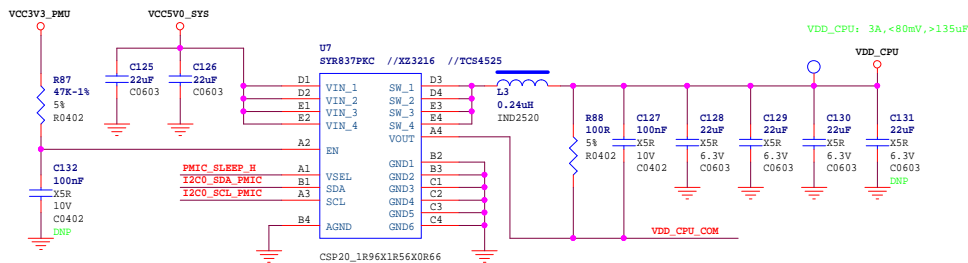 VCC3V3_PMU
VCC5V0_SYS
VDD_CPU: 3A,<80mV,>135uF
VDD_CPU
U7
SYR837PKC //XZ3216 //TCS4525
R87
47K-1%
5%
R0402
C125
22uF
C0603
C126
22uF
C0603
D1
D2
E1
E2
VIN_1
VIN_2
VIN_3
VIN_4
SW_1
SW_2
SW_3
SW_4
VOUT
D3
D4
E3
E4
A4
L3
0.24uH
IND2520
R88
100R
5%
R0402
C127
100nF
X5R
10V
C0402
C128
22uF
X5R
6.3V
C0603
C129
22uF
X5R
6.3V
C0603
C130
22uF
X5R
6.3V
C0603
C131
22uF
X5R
6.3V
C0603
DNP
A2
EN
C132
100nF
X5R
10V
C0402
DNP
PMIC_SLEEP_H
I2C0_SDA_PMIC
I2C0_SCL_PMIC
A1
B1
A3
VSEL
SDA
SCL
B4
AGND
GND1
GND2
GND3
GND4
GND5
GND6
B2
B3
C1
C2
C3
C4
VDD_CPU_COM
CSP20_1R96X1R56X0R66